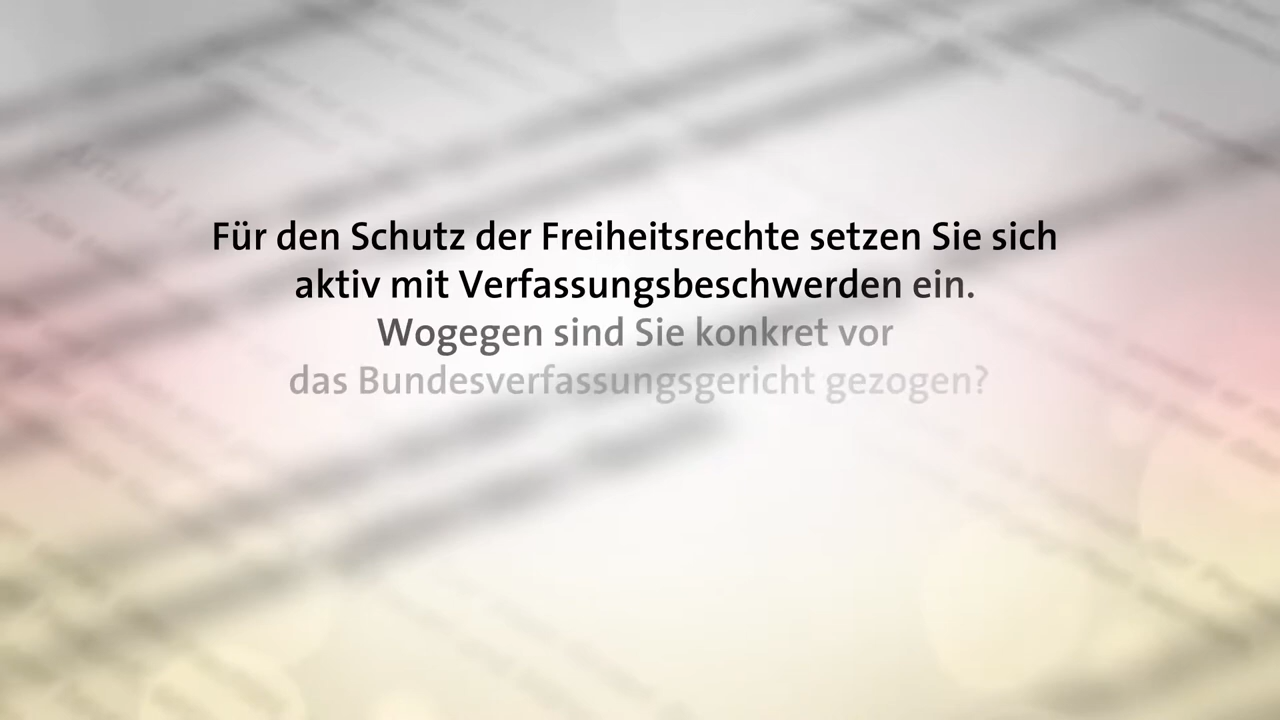 Für den Schutz der Freiheitsrechte setzen Sie sich
aktiv mit Verfassungsbeschwerden ein.
Wogegen sind Sie konkret vor
das Bundesverfassungsgericht gezogen?
Artikel